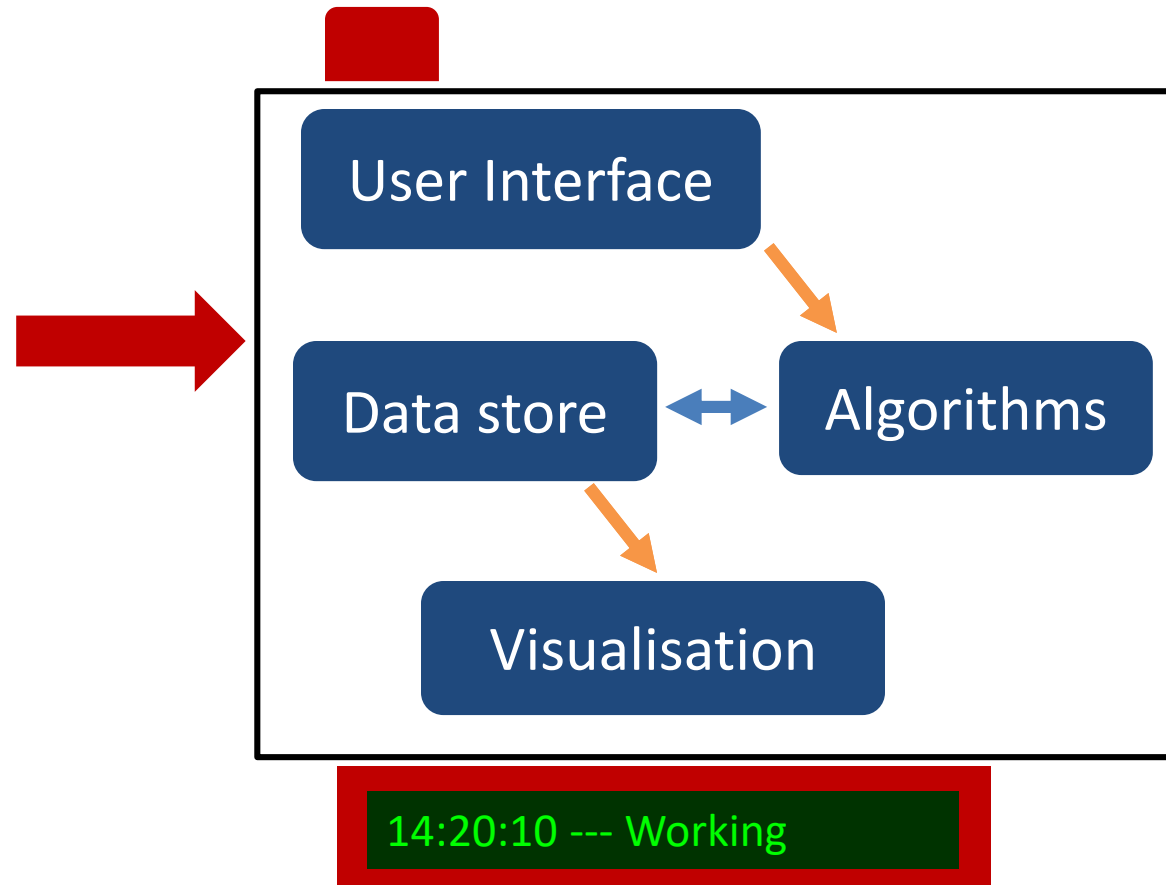 User Interface
Data store
Algorithms
Visualisation
14:20:10 --- Working